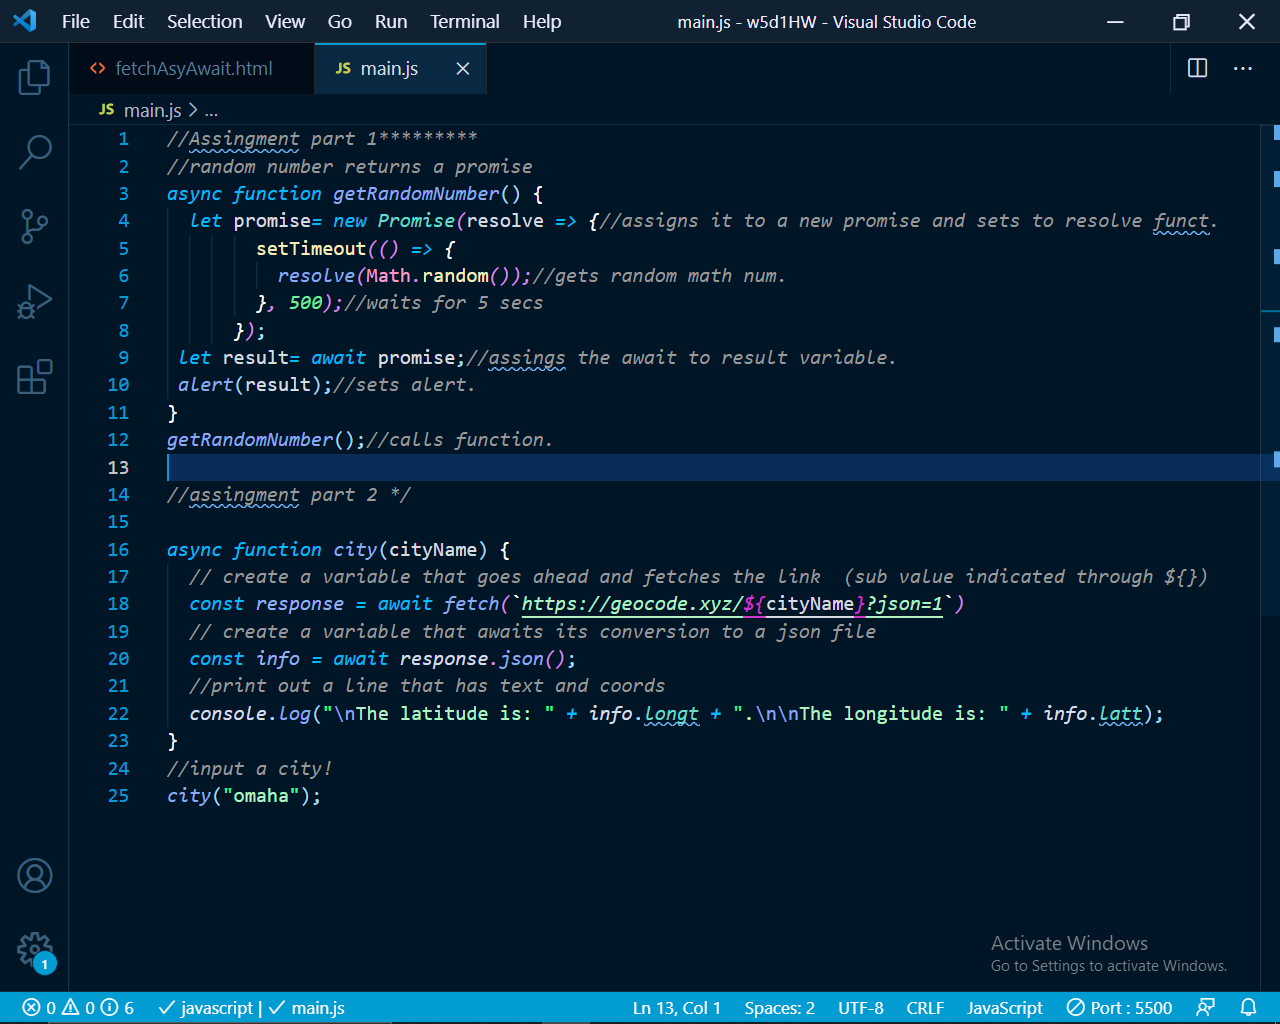 File Edit Selection View Go Run Terminal Help main.js - w5d1HW - Visual Studio Code
<> fetchAsyAwait.html JS main.js
JS main.js > ...
1 //Assingment part 1*********
2 //random number returns a promise
3 async function getRandomNumber() {
4 let promise= new Promise(resolve => {//assigns it to a new promise and sets to resolve funct.
5 setTimeout(() => {
6 resolve(Math.random());//gets random math num.
7 }, 500);//waits for 5 secs
8 });
9 let result= await promise;//assings the await to result variable.
10 alert(result);//sets alert.
11 }
12 getRandomNumber();//calls function.
13
14 //assingment part 2 */
15
16 async function city(cityName) {
17 // create a variable that goes ahead and fetches the link  (sub value indicated through ${})
18 const response = await fetch(`https://geocode.xyz/${cityName}?json=1`)
19 // create a variable that awaits its conversion to a json file
20 const info = await response.json();
21 //print out a line that has text and coords
22 console.log("\nThe latitude is: " + info.longt + ".\n\nThe longitude is: " + info.latt);
23 }
24 //input a city!
25 city("omaha");
Activate Windows
Go to Settings to activate Windows.
1
0 0 6 javascript | main.js Ln 13, Col 1 Spaces: 2 UTF-8 CRLF JavaScript Port : 5500